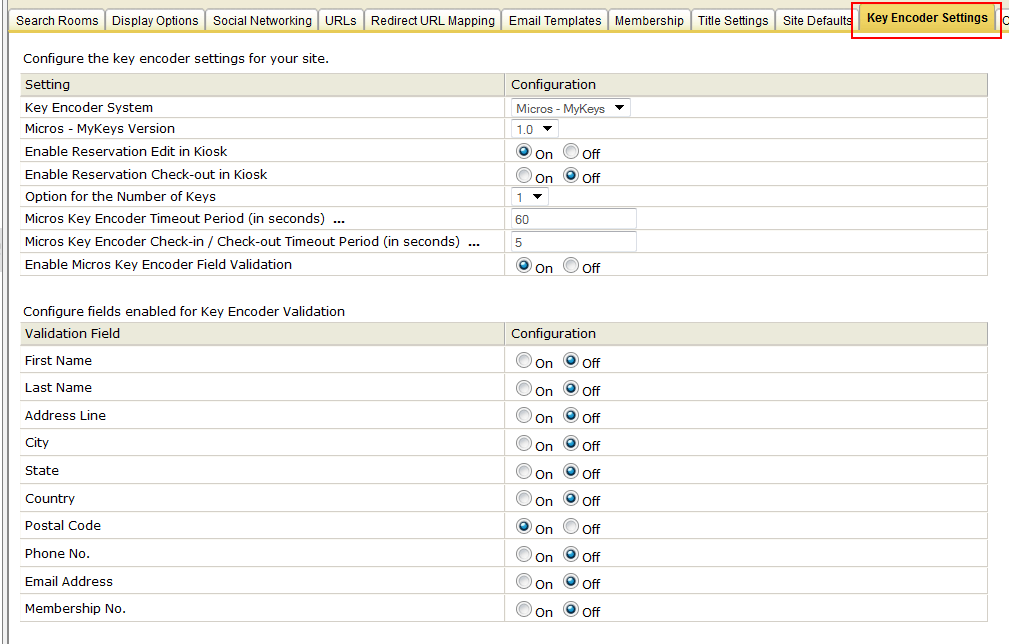 Search Rooms Display Options Social Networking URLs Redirect URL Mapping Email Templates Membership Title Settings Site Defaults Key Encoder Settings
Configure the key encoder settings for your site.
Setting Configuration
Key Encoder System Micros - MyKeys
Micros - MyKeys Version 1.0
Enable Reservation Edit in Kiosk On Off
Enable Reservation Check-out in Kiosk On Off
Option for the Number of Keys 1
Micros Key Encoder Timeout Period (in seconds) ... 60
Micros Key Encoder Check-in / Check-out Timeout Period (in seconds) ... 5
Enable Micros Key Encoder Field Validation On Off
Configure fields enabled for Key Encoder Validation
Validation Field Configuration
First Name On Off
Last Name On Off
Address Line On Off
City On Off
State On Off
Country On Off
Postal Code On Off
Phone No. On Off
Email Address On Off
Membership No. On Off